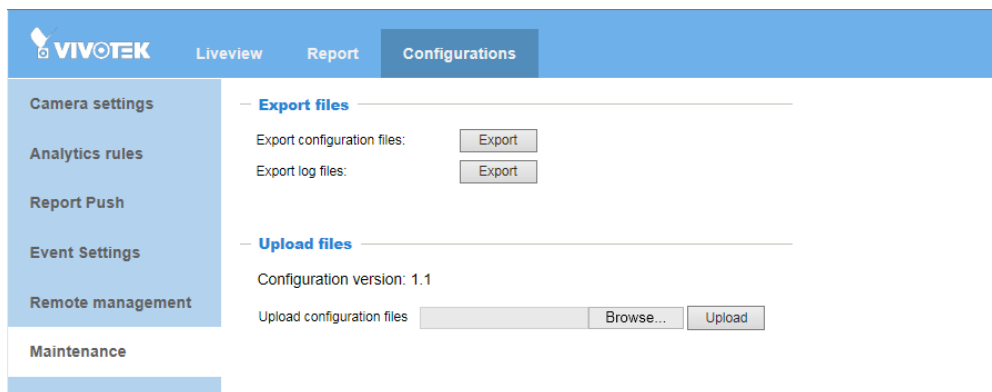 VIVOTEK Liveview Report Configurations
Camera settings
Analytics rules
Report Push
Event Settings
Remote management
Maintenance
Export files
Export configuration files: Export
Export log files: Export
Upload files
Configuration version: 1.1
Upload configuration files Browse... Upload